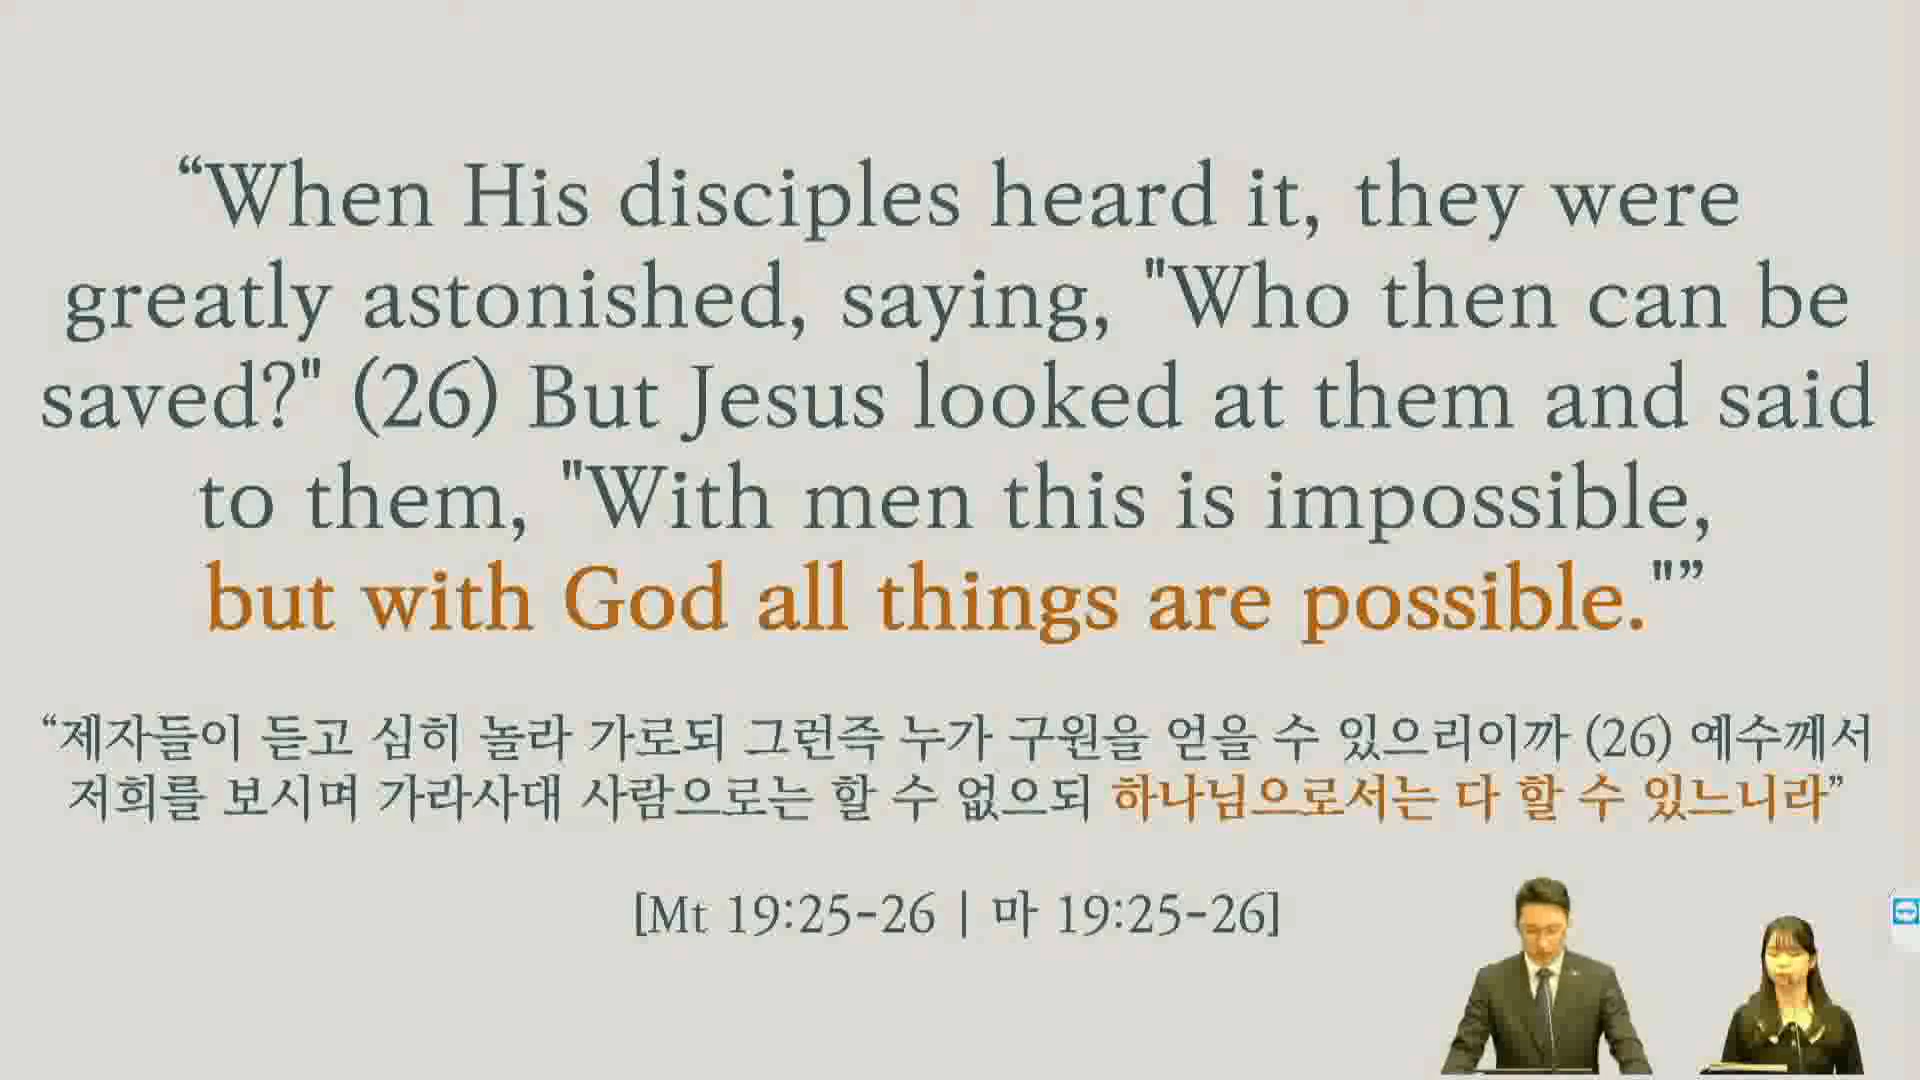 “When His disciples heard it, they were
greatly astonished, saying, "Who then can be
saved?" (26) But Jesus looked at them and said
to them, "With men this is impossible,
but with God all things are possible."”
“제자들이 듣고 심히 놀라 가로되 그런즉 누가 구원을 얻을 수 있으리이까 (26) 예수께서
저희를 보시며 가라사대 사람으로는 할 수 없으되 하나님으로서는 다 할 수 있느니라”
[Mt 19:25-26 | 마 19:25-26]